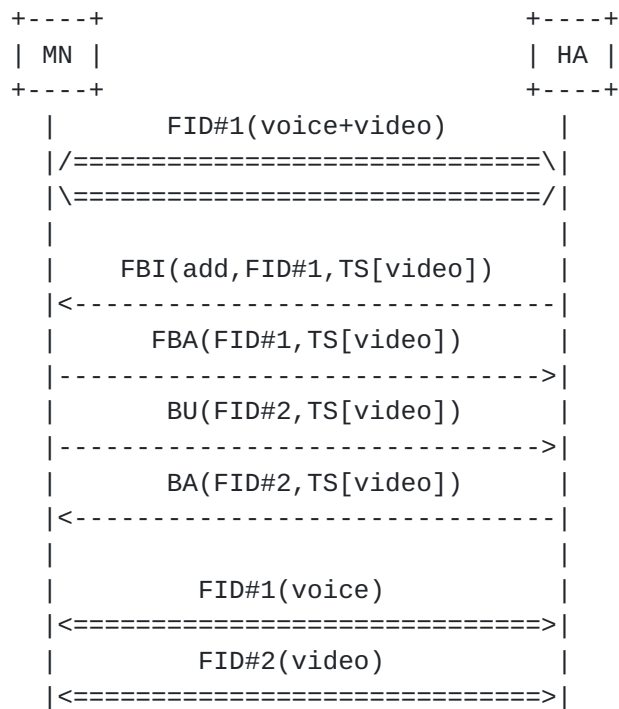 MN HA
FID#1(voice+video)
FBI(add,FID#1,TS[video])
FBA(FID#1,TS[video])
BU(FID#2,TS[video])
BA(FID#2,TS[video])
FID#1(voice)
FID#2(video)